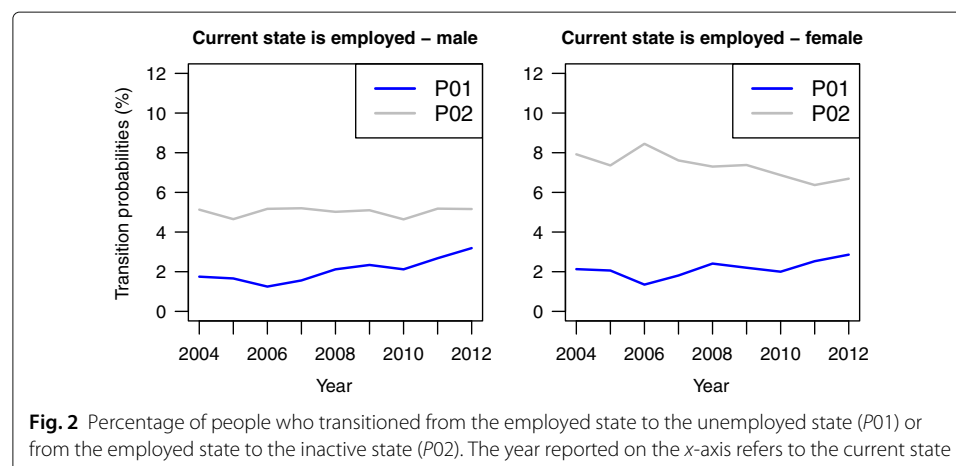 Current state is employed – male
Current state is employed – female
Transition probabilities (%)
12
10
8
6
4
2
0
P01
P02
2004 2006 2008 2010 2012
Year
12
10
8
6
4
2
0
P01
P02
2004 2006 2008 2010 2012
Year
Fig. 2 Percentage of people who transitioned from the employed state to the unemployed state (P01) or
from the employed state to the inactive state (P02). The year reported on the x-axis refers to the current state